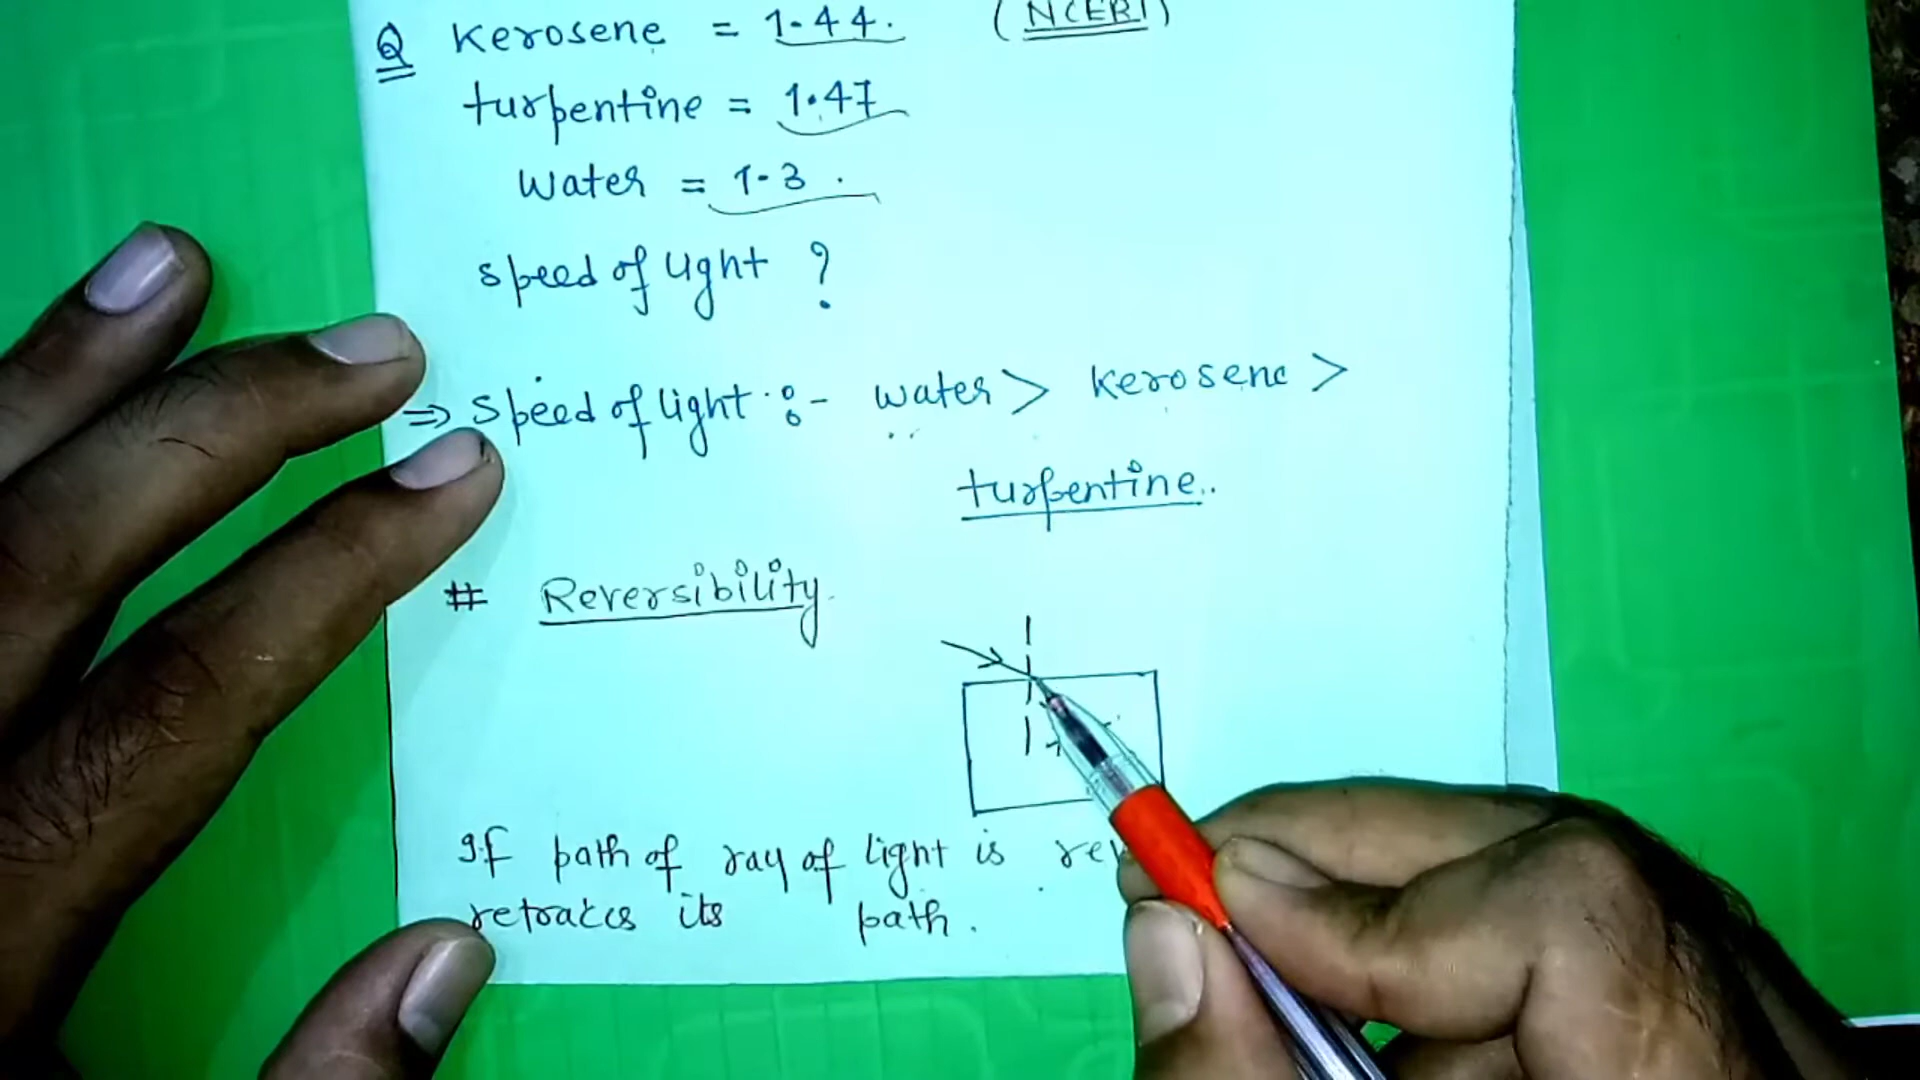 Q Kerosene = 1.44. (NCERT)
turpentine = 1.47
Water = 1.3.
speed of light ?
⇒ speed of light :- water > kerosene >
turpentine..
# Reversibility
If path of ray of light is
retraces its path.